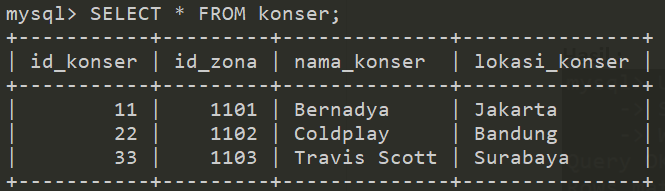 mysql> SELECT * FROM konser;
+-----------+---------+--------------+---------------+
| id_konser | id_zona | nama_konser  | lokasi_konser |
+-----------+---------+--------------+---------------+
|        11 |    1101 | Bernadya     | Jakarta       |
|        22 |    1102 | Coldplay     | Bandung       |
|        33 |    1103 | Travis Scott | Surabaya      |
+-----------+---------+--------------+---------------+